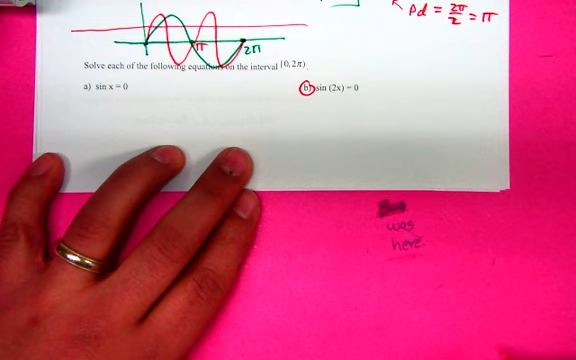 Pd = 2π/2 = π
π
2π
Solve each of the following equations on the interval [0,2π).
a) sin x = 0
(b) sin (2x) = 0
was
here